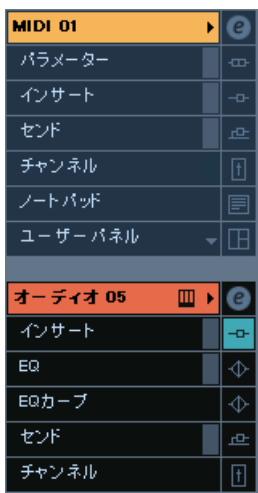 MIDI 01
パラメーター
インサート
センド
チャンネル
ノートパッド
ユーザーパネル
オーディオ 05
インサート
EQ
EQカーブ
センド
チャンネル